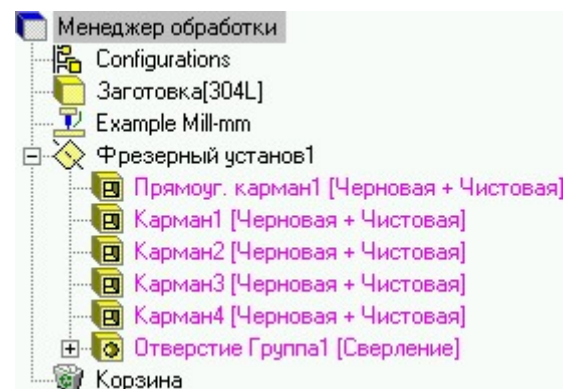 Менеджер обработки
Configurations
Заготовка[304L]
Example Mill-mm
Фрезерный установ1
Прямоуг. карман1 [Черновая + Чистовая]
Карман1 [Черновая + Чистовая]
Карман2 [Черновая + Чистовая]
Карман3 [Черновая + Чистовая]
Карман4 [Черновая + Чистовая]
Отверстие Группа1 [Сверление]
Корзина